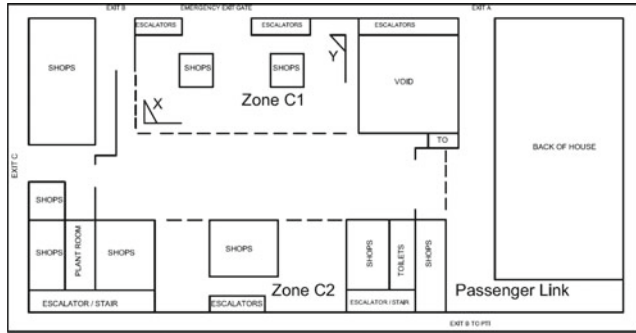 EXIT B
EMERGENCY EXIT GATE
EXIT A
ESCALATORS
ESCALATORS
ESCALATORS
Y
SHOPS
SHOPS
SHOPS
VOID
Zone C1
X
TO
BACK OF HOUSE
EXIT C
SHOPS
SHOPS
PLANT ROOM
SHOPS
SHOPS
SHOPS
TOILETS
SHOPS
Zone C2
Passenger Link
ESCALATOR / STAIR
ESCALATORS
ESCALATOR / STAIR
EXIT B TO PTI